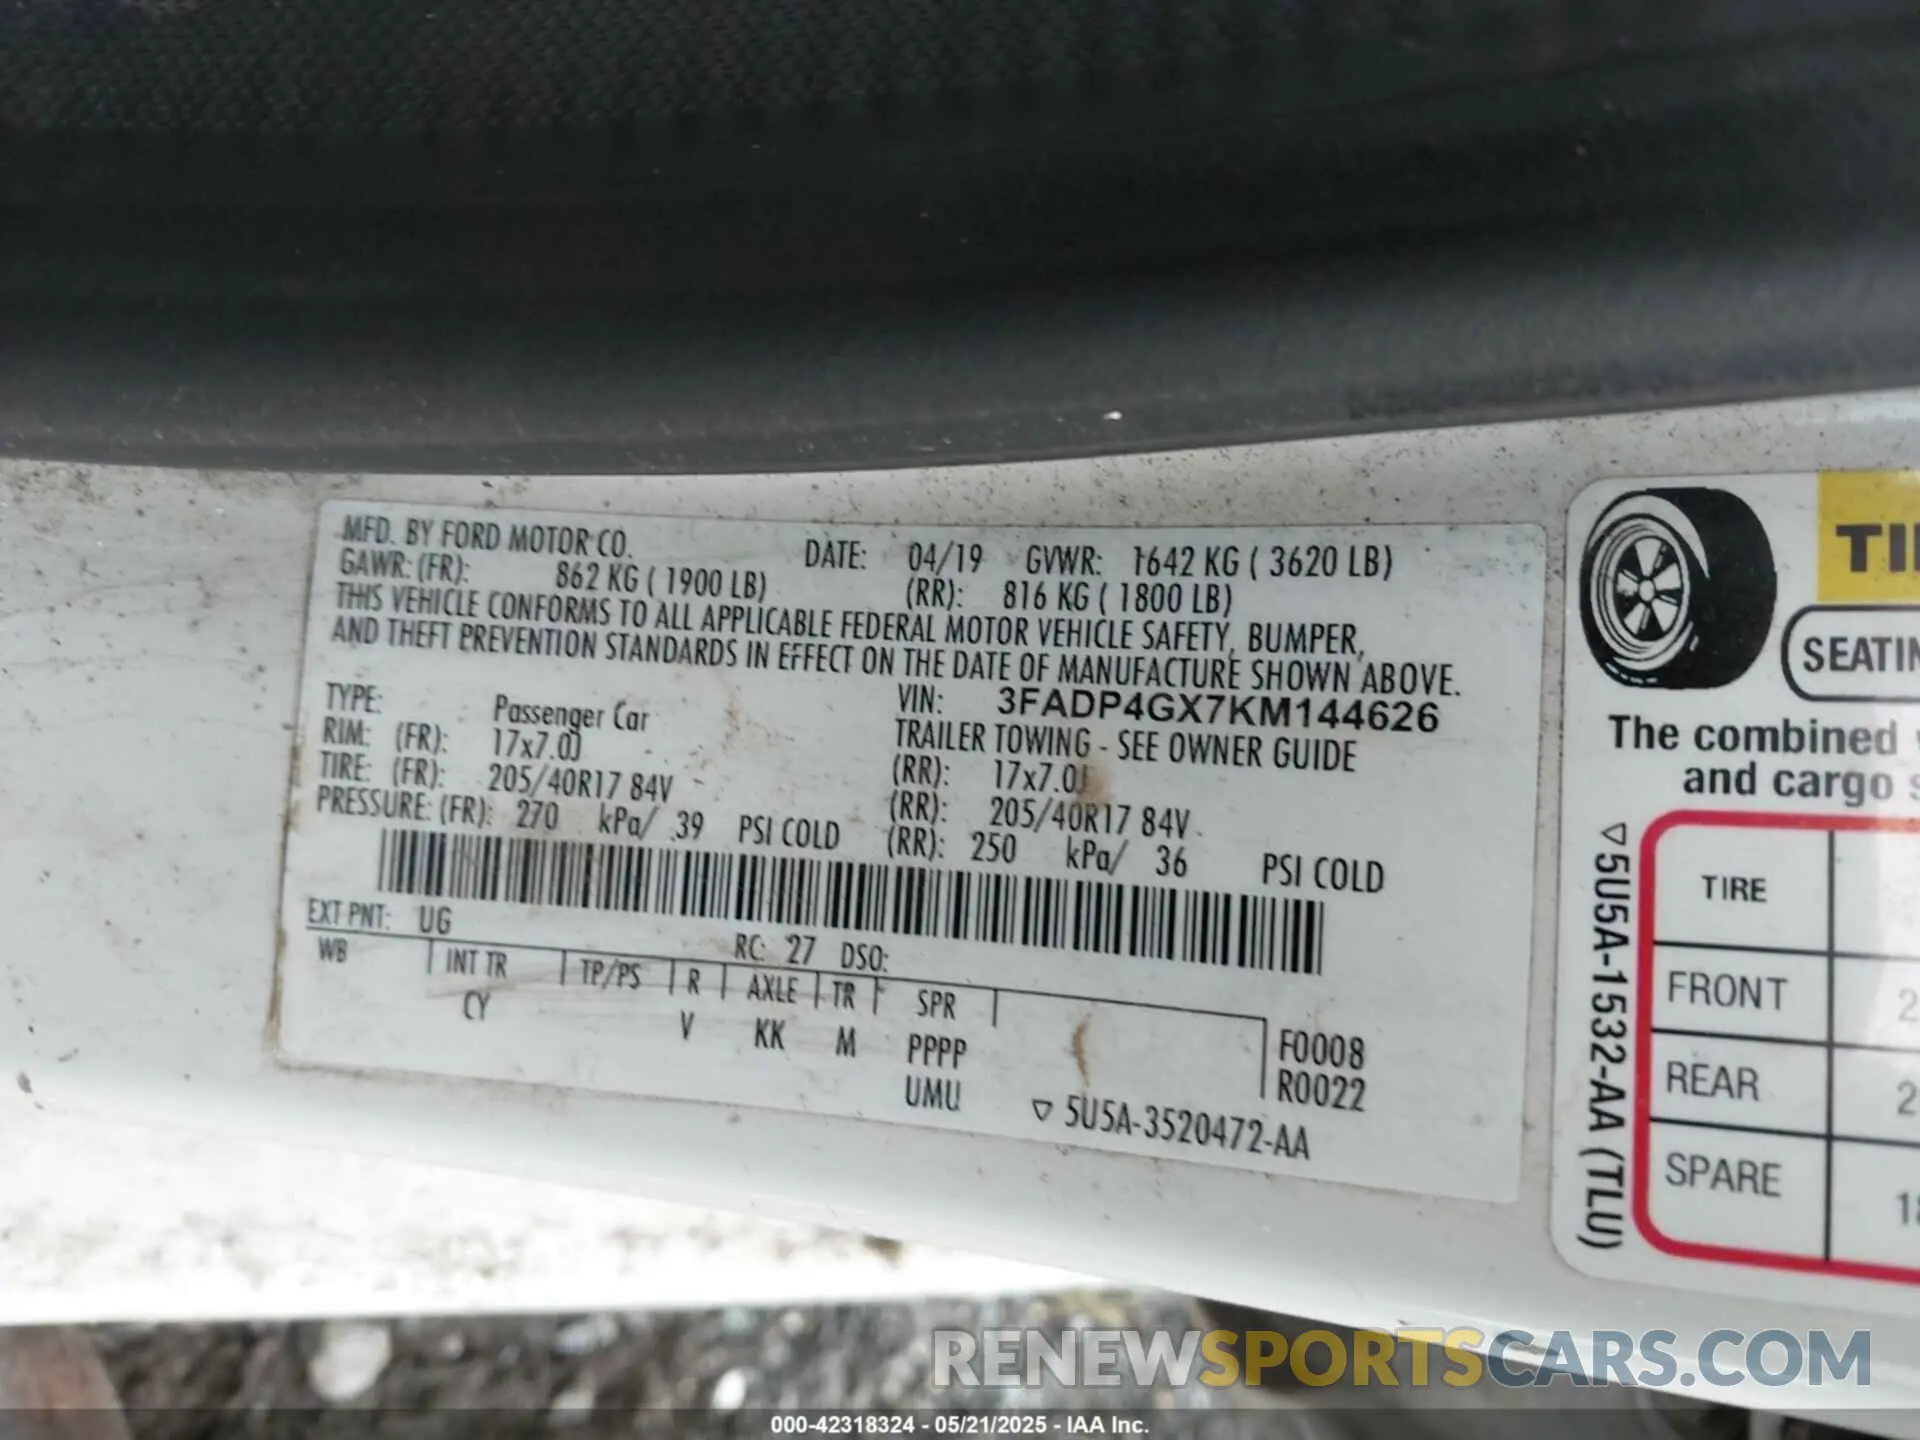 MFD. BY FORD MOTOR CO. DATE: 04/19 GVWR: 1642 KG ( 3620 LB)
GAWR: (FR): 862 KG ( 1900 LB) (RR): 816 KG ( 1800 LB)
THIS VEHICLE CONFORMS TO ALL APPLICABLE FEDERAL MOTOR VEHICLE SAFETY, BUMPER,
AND THEFT PREVENTION STANDARDS IN EFFECT ON THE DATE OF MANUFACTURE SHOWN ABOVE.
VIN: 3FADP4GX7KM144626
TYPE: Passenger Car TRAILER TOWING - SEE OWNER GUIDE
RIM: (FR): 17x7.0J (RR): 17x7.0J
TIRE: (FR): 205/40R17 84V (RR): 205/40R17 84V
PRESSURE: (FR): 270 kPa/ 39 PSI COLD (RR): 250 kPa/ 36 PSI COLD
EXT PNT: UG RC: 27 DSO:
WB INT TR TP/PS R AXLE TR SPR
CY V KK M PPPP F0008
UMU R0022
▽ 5U5A-3520472-AA
SEATIN
The combined
and cargo s
▽5U5A-1532-AA (TLU)
TIRE
FRONT 2
REAR 2
SPARE
RENEWSPORTSCARS.COM
000-42318324 - 05/21/2025 - IAA Inc.